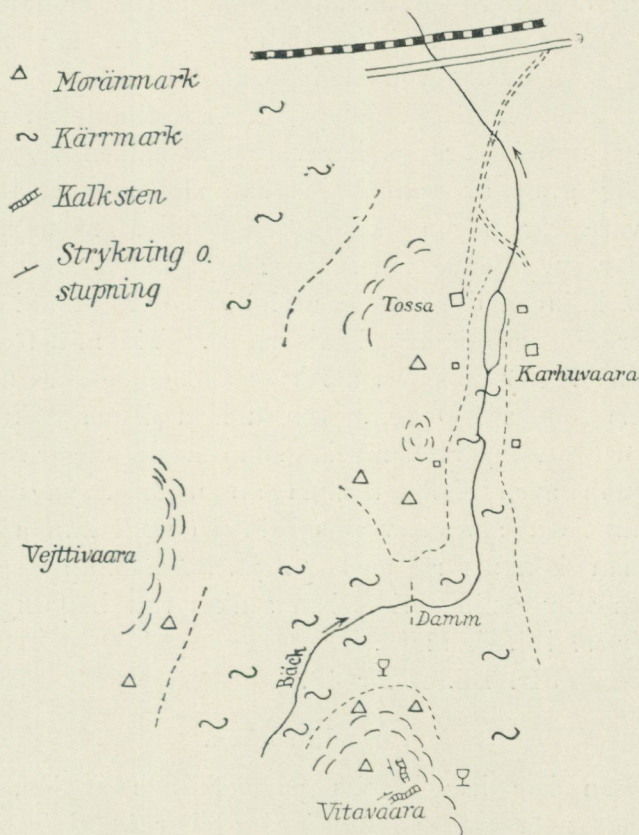 Moränmark
Kärrmark
Kalksten
Strykning o.
stupning
Tossa
Karhuvaara
Vejttivaara
Damm
Bäck
Vitavaara